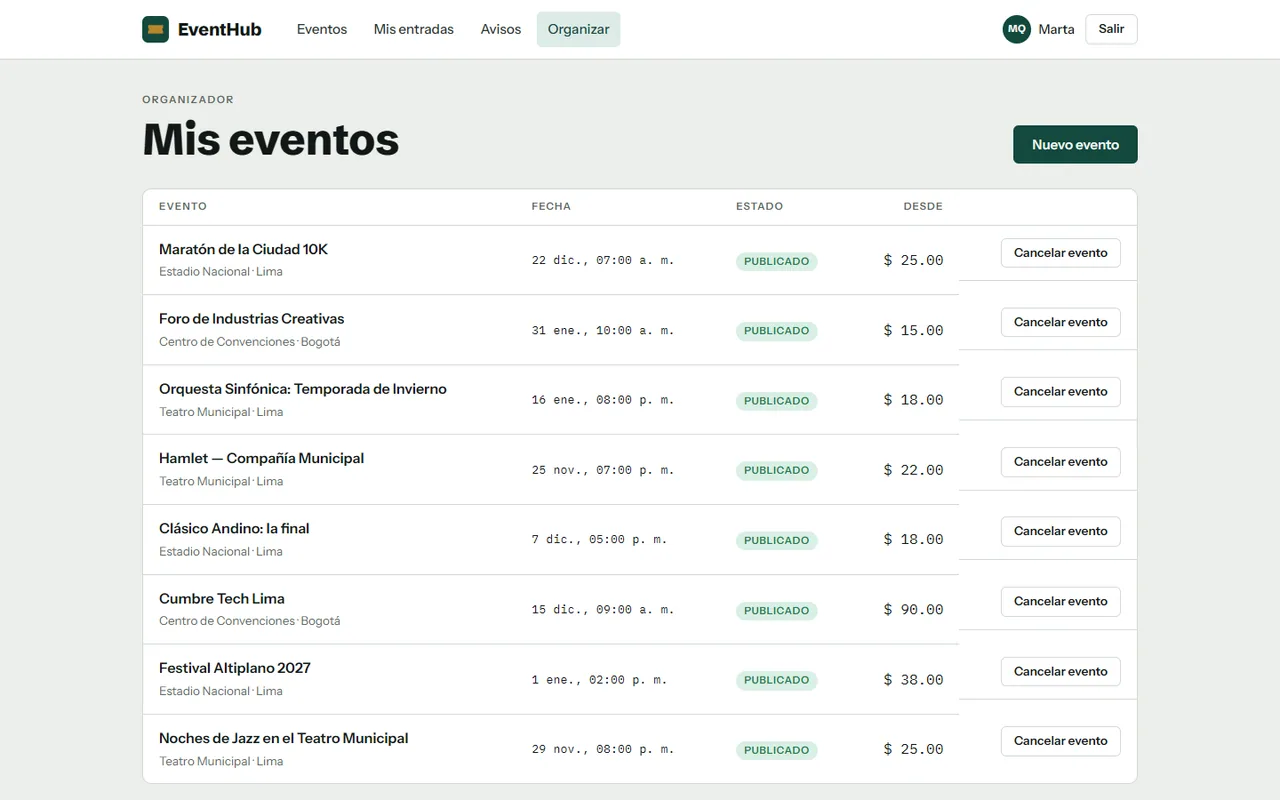 EventHub Eventos Mis entradas Avisos Organizar MQ Marta Salir
ORGANIZADOR
Mis eventos
Nuevo evento
EVENTO FECHA ESTADO DESDE
Maratón de la Ciudad 10K
Estadio Nacional · Lima
22 dic., 07:00 a. m. PUBLICADO $ 25.00 Cancelar evento
Foro de Industrias Creativas
Centro de Convenciones · Bogotá
31 ene., 10:00 a. m. PUBLICADO $ 15.00 Cancelar evento
Orquesta Sinfónica: Temporada de Invierno
Teatro Municipal · Lima
16 ene., 08:00 p. m. PUBLICADO $ 18.00 Cancelar evento
Hamlet — Compañía Municipal
Teatro Municipal · Lima
25 nov., 07:00 p. m. PUBLICADO $ 22.00 Cancelar evento
Clásico Andino: la final
Estadio Nacional · Lima
7 dic., 05:00 p. m. PUBLICADO $ 18.00 Cancelar evento
Cumbre Tech Lima
Centro de Convenciones · Bogotá
15 dic., 09:00 a. m. PUBLICADO $ 90.00 Cancelar evento
Festival Altiplano 2027
Estadio Nacional · Lima
1 ene., 02:00 p. m. PUBLICADO $ 38.00 Cancelar evento
Noches de Jazz en el Teatro Municipal
Teatro Municipal · Lima
29 nov., 08:00 p. m. PUBLICADO $ 25.00 Cancelar evento